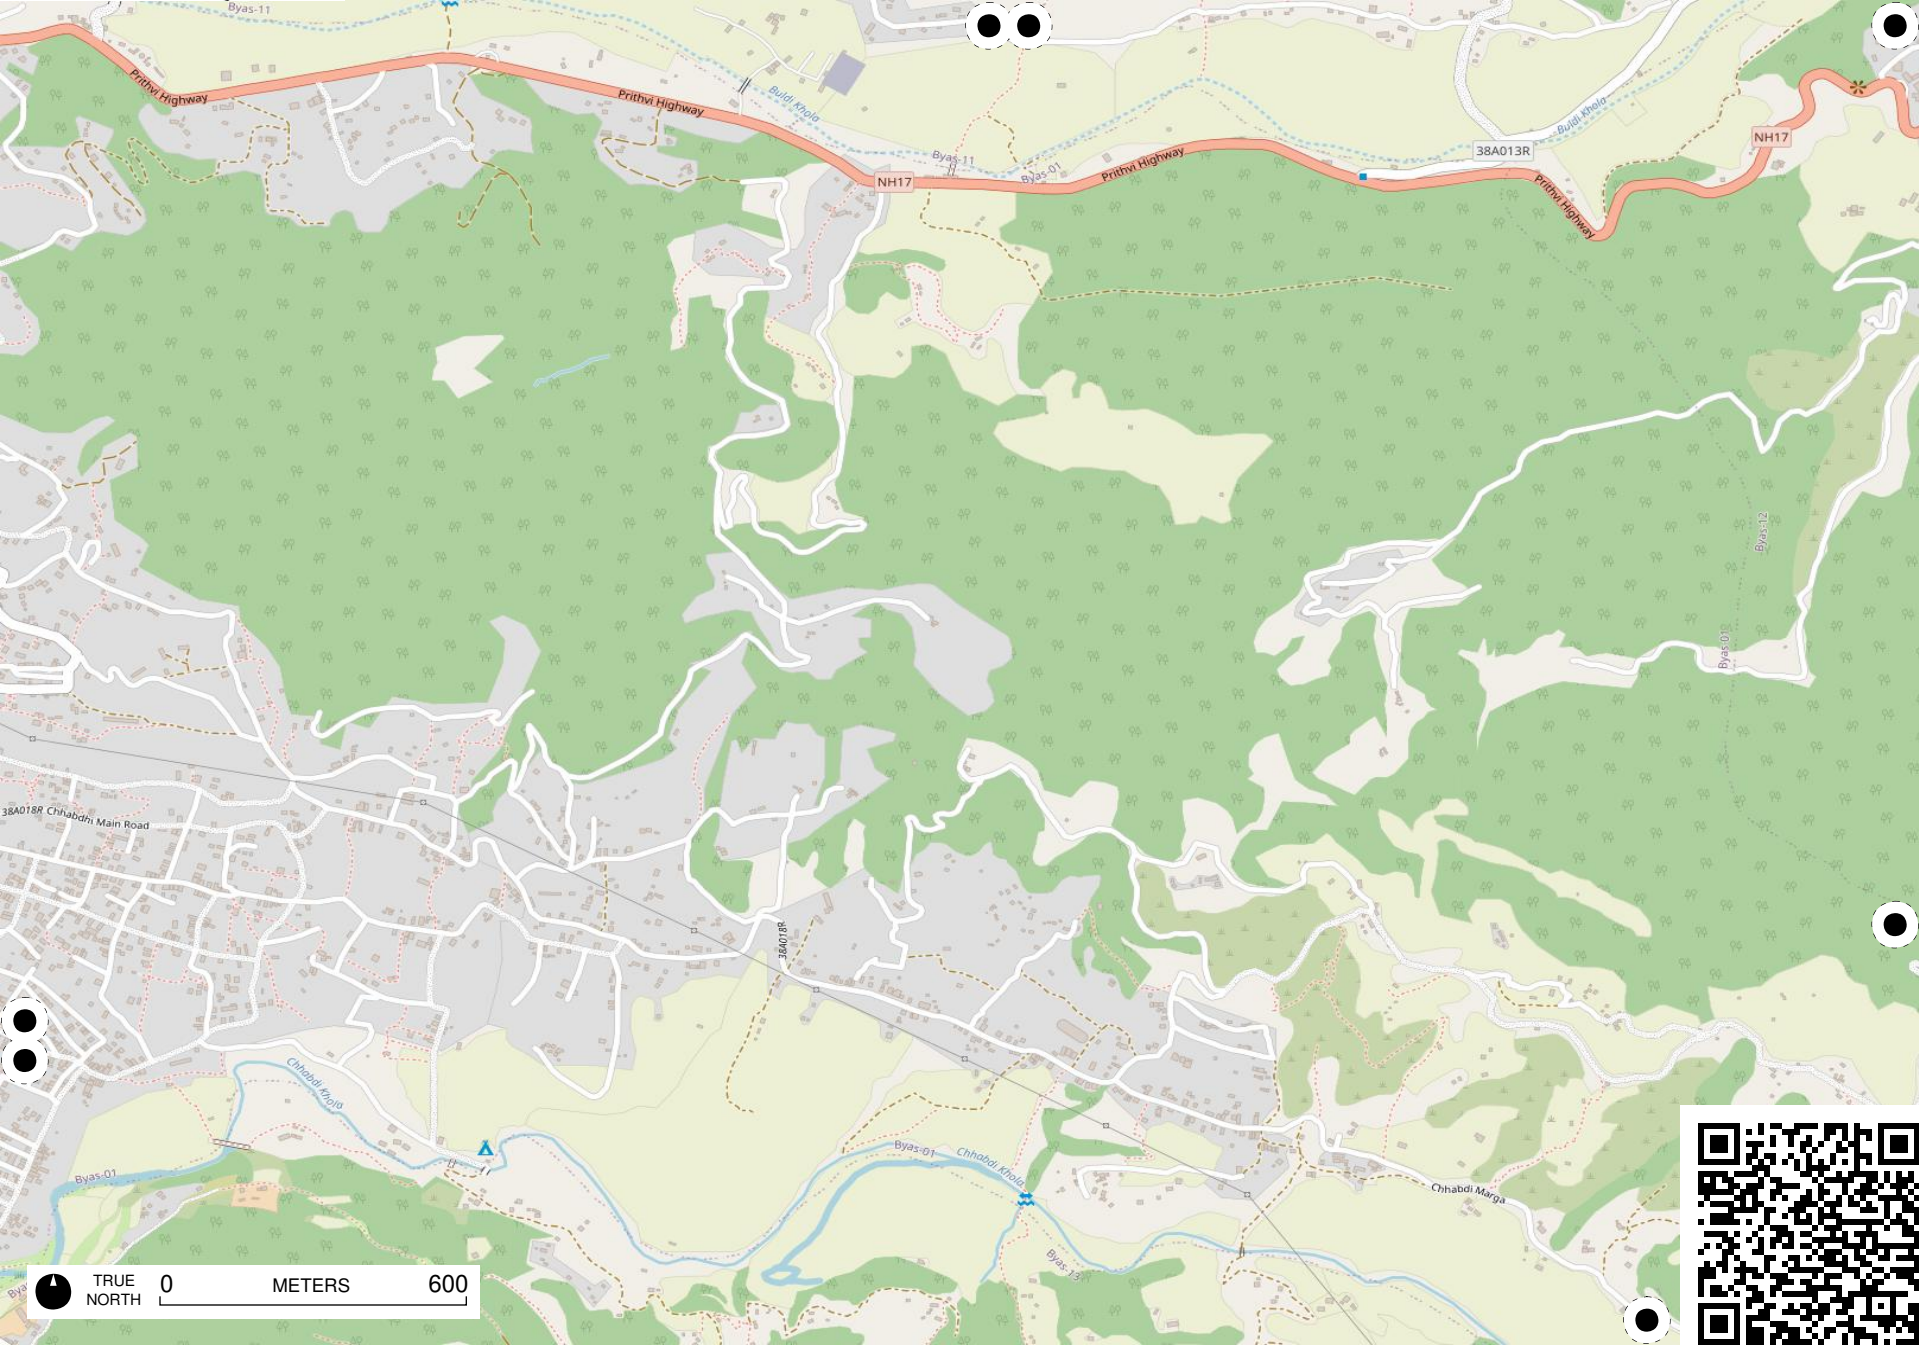 Byas-11
Prithvi Highway
Prithvi Highway
Buldi Khola
Buldi Khola
NH17
38A013R
Byas-11
Byas-01
Prithvi Highway
NH17
Prithvi Highway
Byas-12
Byas-01
38A018R Chhabdhi Main Road
38A018R
Chhabdi Khola
Byas-01
Byas-01
Chhabdi Khola
Chhabdi Marga
Byas-13
TRUE
NORTH
0 METERS 600